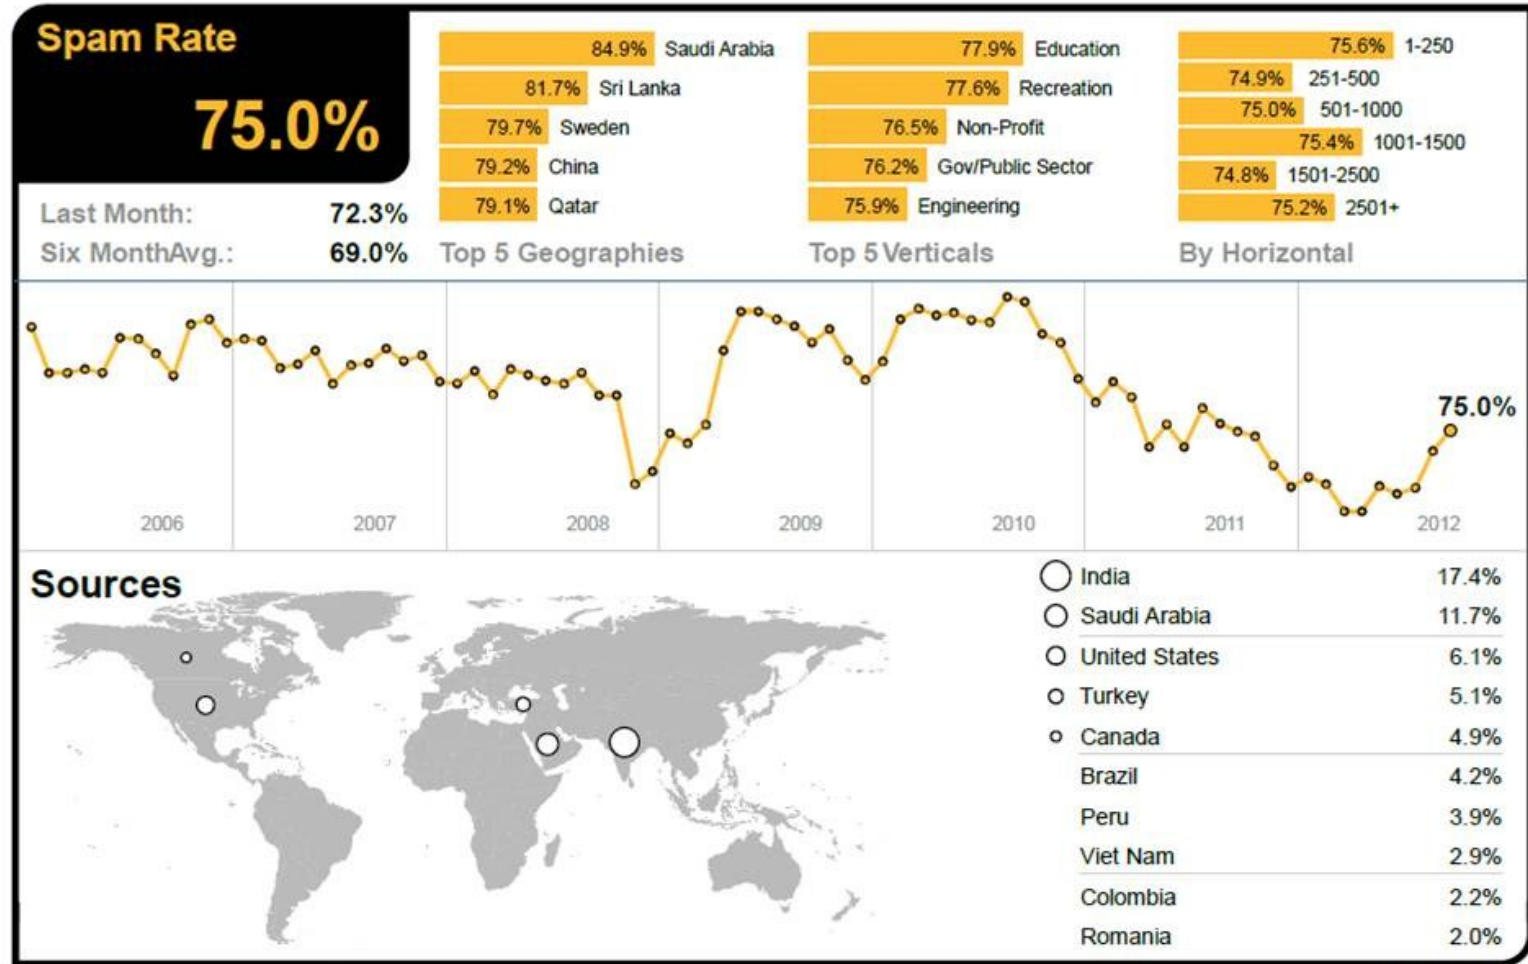 Spam Rate
75.0%
Last Month: 72.3%
Six MonthAvg.: 69.0%
84.9% Saudi Arabia
81.7% Sri Lanka
79.7% Sweden
79.2% China
79.1% Qatar
Top 5 Geographies
77.9% Education
77.6% Recreation
76.5% Non-Profit
76.2% Gov/Public Sector
75.9% Engineering
Top 5 Verticals
75.6% 1-250
74.9% 251-500
75.0% 501-1000
75.4% 1001-1500
74.8% 1501-2500
75.2% 2501+
By Horizontal
75.0%
2006 2007 2008 2009 2010 2011 2012
Sources
India 17.4%
Saudi Arabia 11.7%
United States 6.1%
Turkey 5.1%
Canada 4.9%
Brazil 4.2%
Peru 3.9%
Viet Nam 2.9%
Colombia 2.2%
Romania 2.0%